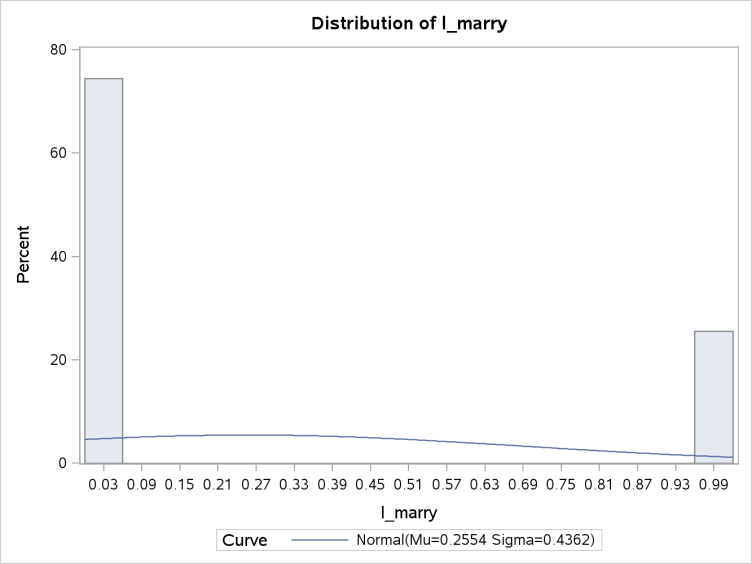 Distribution of I_marry
80
60
40
20
0
Percent
0.03 0.09 0.15 0.21 0.27 0.33 0.39 0.45 0.51 0.57 0.63 0.69 0.75 0.81 0.87 0.93 0.99
I_marry
Curve Normal(Mu=0.2554 Sigma=0.4362)